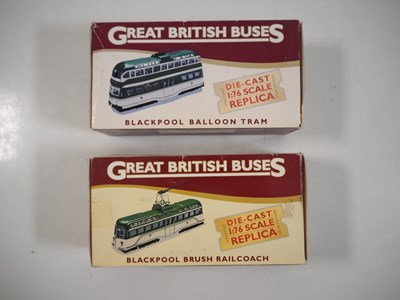 GREAT BRITISH BUSES
DIE-CAST
1:76 SCALE
REPLICA
BLACKPOOL BALLOON TRAM
GREAT BRITISH BUSES
DIE-CAST
1:76 SCALE
REPLICA
BLACKPOOL BRUSH RAILCOACH